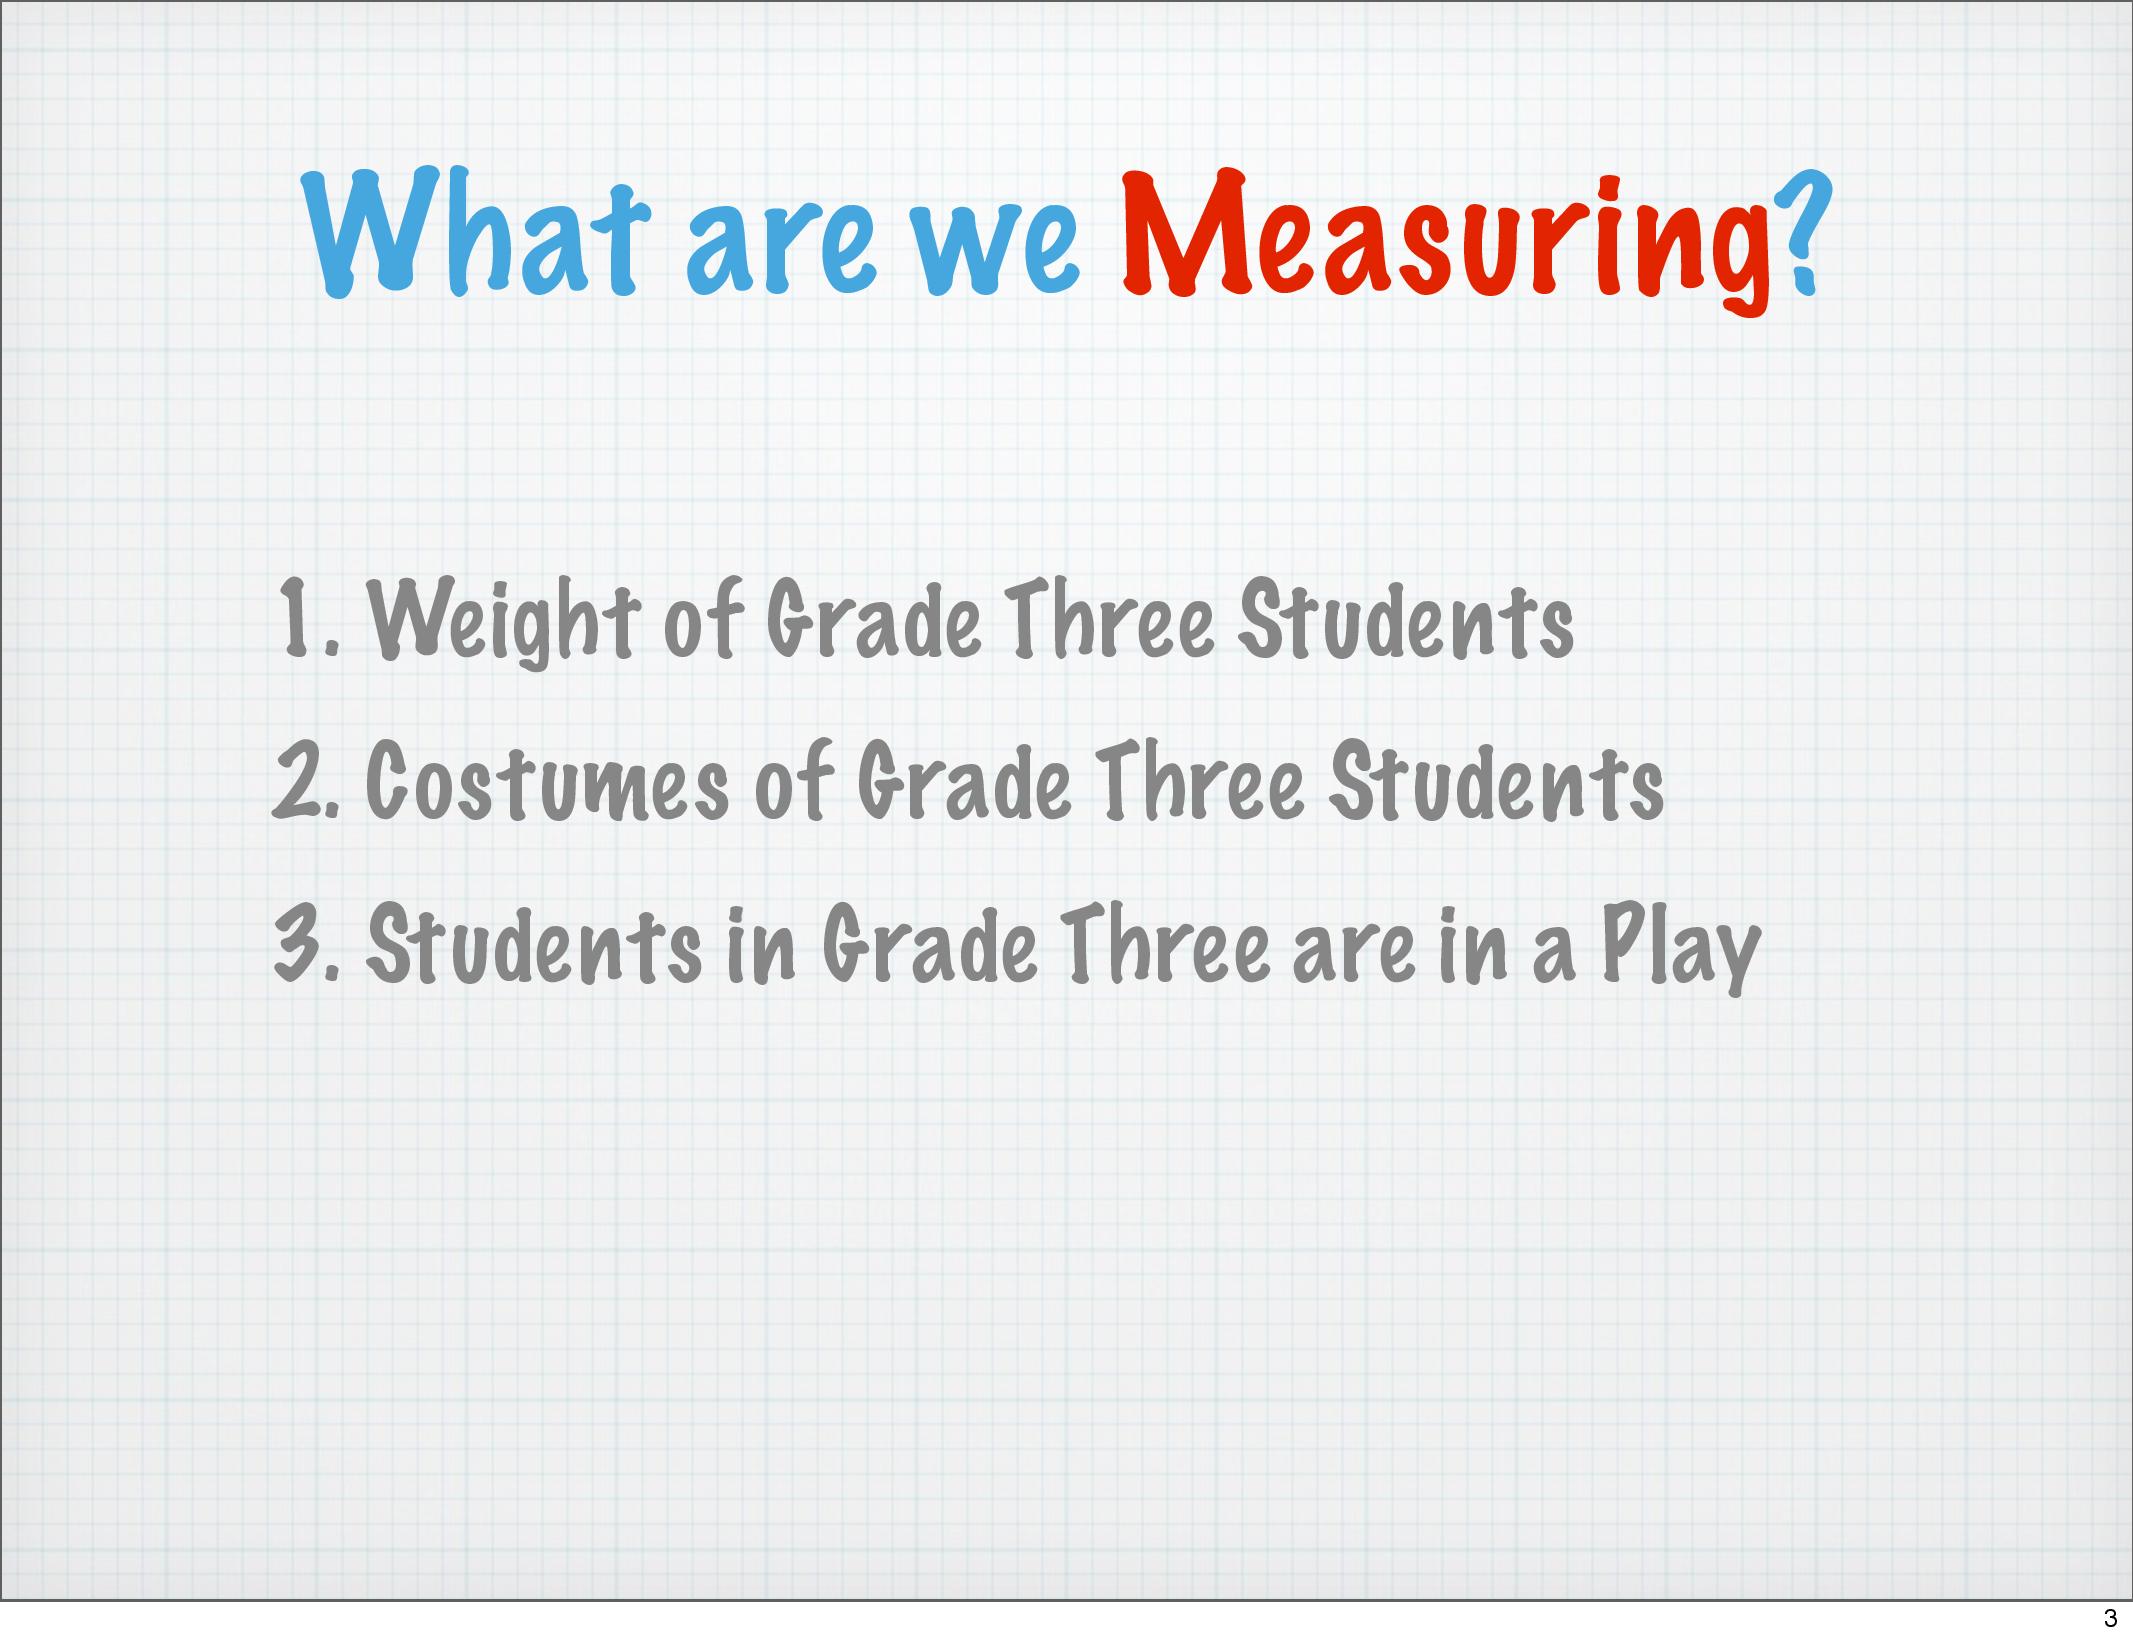 What are we Measuring?
1. Weight of Grade Three Students
2. Costumes of Grade Three Students
3. Students in Grade Three are in a Play
3